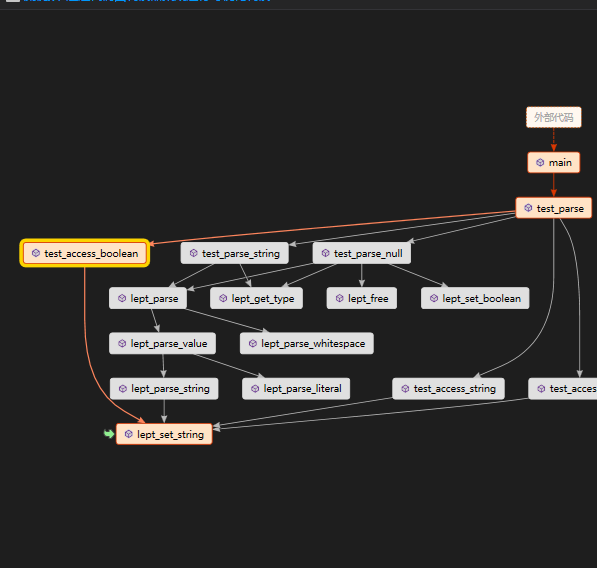 外部代码
main
test_parse
test_access_boolean
test_parse_string
test_parse_null
lept_parse
lept_get_type
lept_free
lept_set_boolean
lept_parse_value
lept_parse_whitespace
lept_parse_string
lept_parse_literal
test_access_string
test_acces
lept_set_string